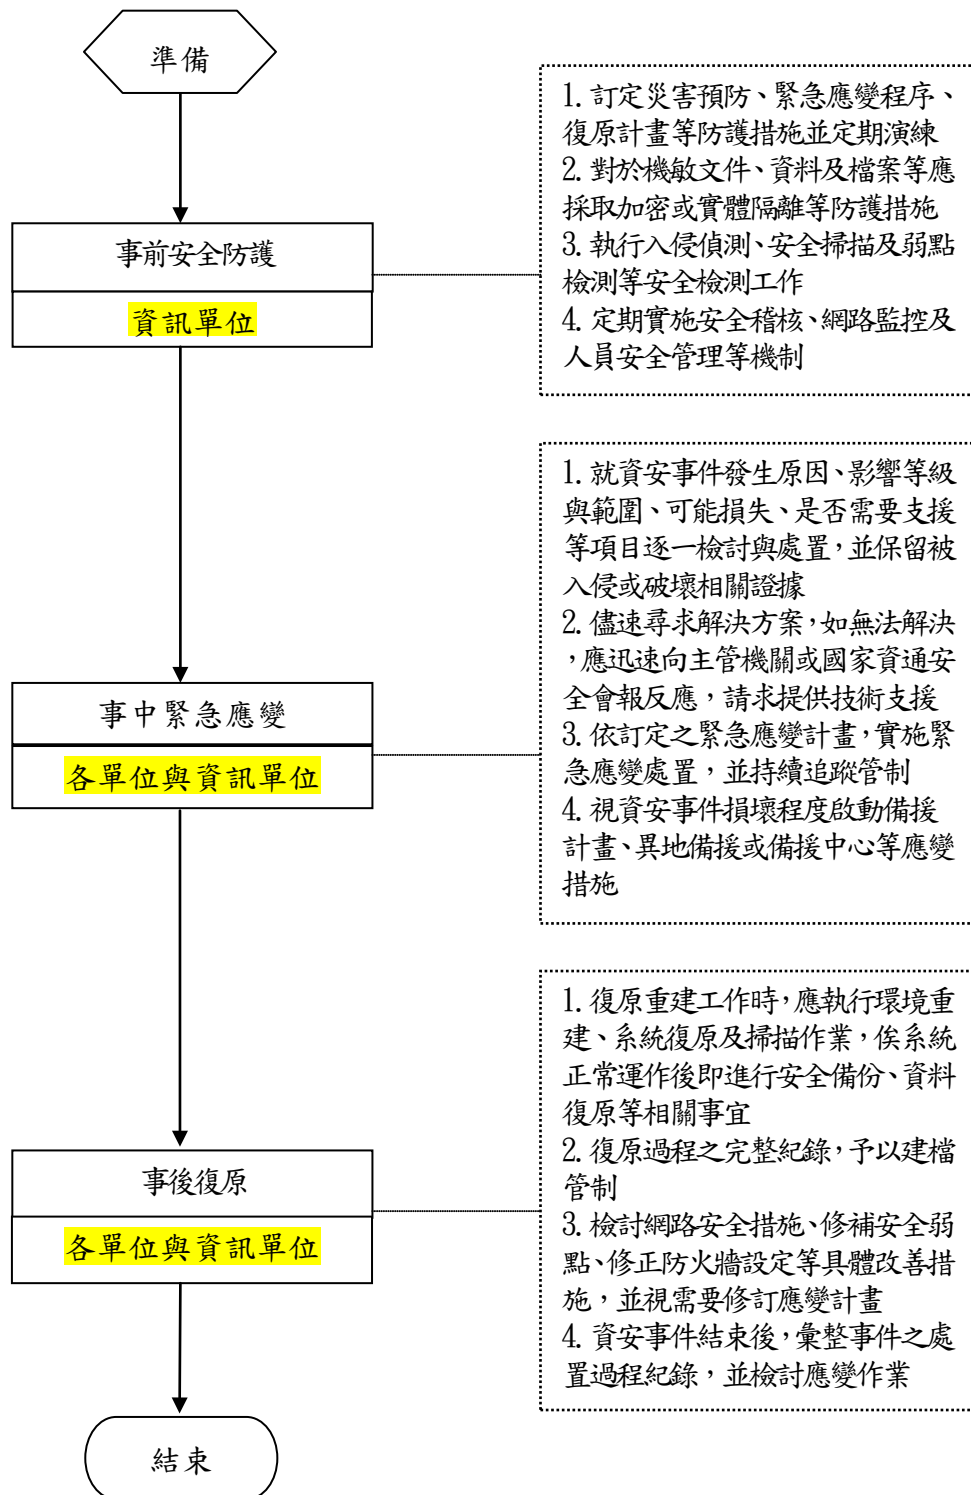 準備
1. 訂定災害預防、緊急應變程序、
復原計畫等防護措施並定期演練
2. 對於機敏文件、資料及檔案等應
採取加密或實體隔離等防護措施
3. 執行入侵偵測、安全掃描及弱點
檢測等安全檢測工作
4. 定期實施安全稽核、網路監控及
人員安全管理等機制
事前安全防護
資訊單位
1. 就資安事件發生原因、影響等級
與範圍、可能損失、是否需要支援
等項目逐一檢討與處置，並保留被
入侵或破壞相關證據
2. 儘速尋求解決方案，如無法解決
，應迅速向主管機關或國家資通安
全會報反應，請求提供技術支援
3. 依訂定之緊急應變計畫，實施緊
急應變處置，並持續追蹤管制
4. 視資安事件損壞程度啟動備援
計畫、異地備援或備援中心等應變
措施
事中緊急應變
各單位與資訊單位
1. 復原重建工作時，應執行環境重
建、系統復原及掃描作業，俟系統
正常運作後即進行安全備份、資料
復原等相關事宜
2. 復原過程之完整紀錄，予以建檔
管制
3. 檢討網路安全措施、修補安全弱
點、修正防火牆設定等具體改善措
施，並視需要修訂應變計畫
4. 資安事件結束後，彙整事件之處
置過程紀錄，並檢討應變作業
事後復原
各單位與資訊單位
結束